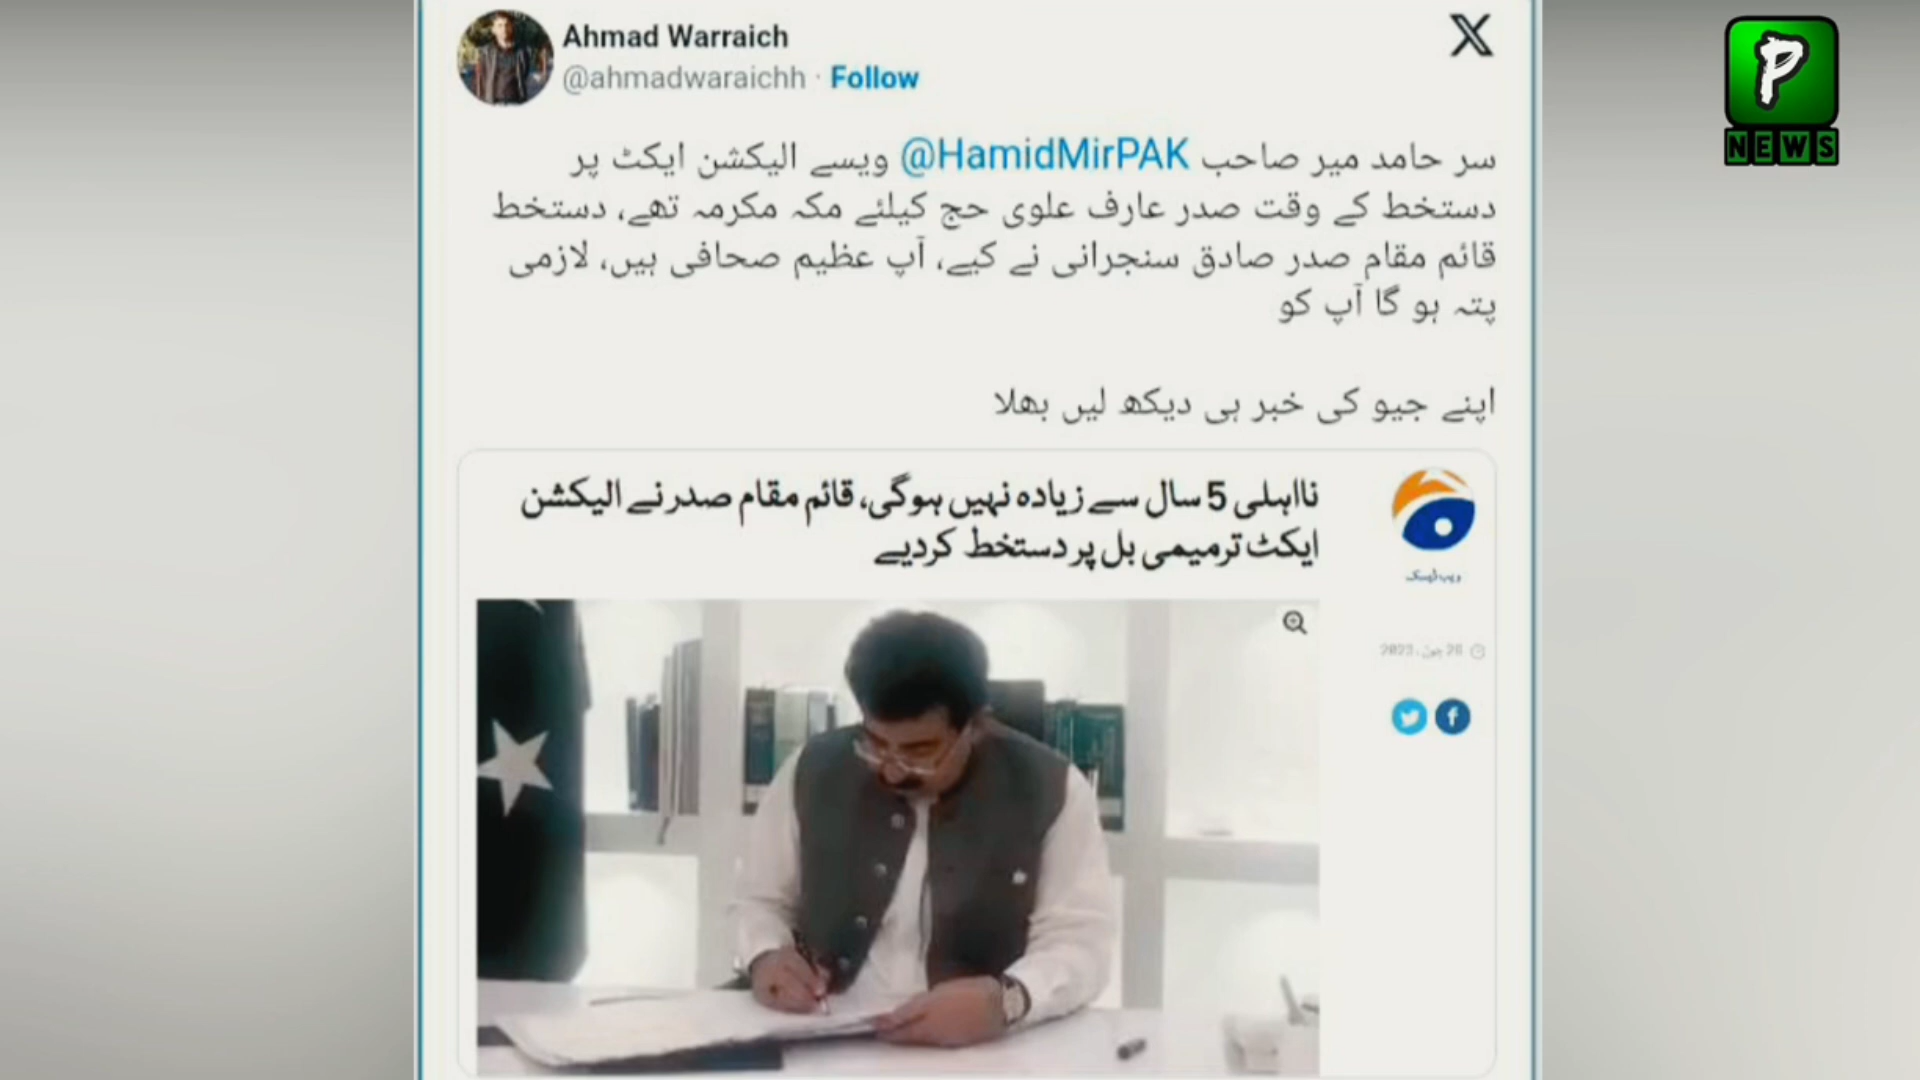 Ahmad Warraich
@ahmadwaraichh · Follow
سر حامد میر صاحب @HamidMirPAK ویسے الیکشن ایکٹ پر
دستخط کے وقت صدر عارف علوی حج کیلئے مکہ مکرمہ تھے، دستخط
قائم مقام صدر صادق سنجرانی نے کیے، آپ عظیم صحافی ہیں، لازمی
پتہ ہو گا آپ کو
اپنے جیو کی خبر ہی دیکھ لیں بھلا
نااہلی 5 سال سے زیادہ نہیں ہوگی، قائم مقام صدر نے الیکشن
ایکٹ ترمیمی بل پر دستخط کردیے
ویب ڈیسک
جون، 2023
P
NEWS